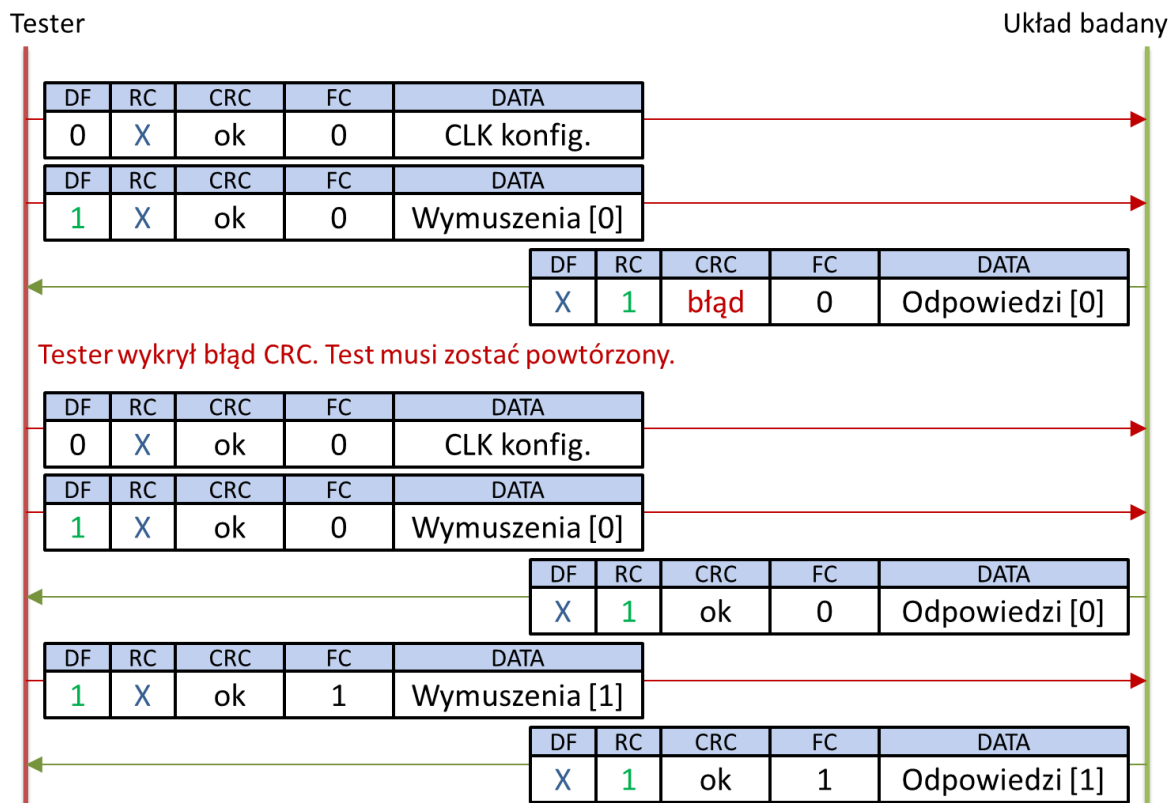 Tester Układ badany
DF RC CRC FC DATA
0 X ok 0 CLK konfig.
DF RC CRC FC DATA
1 X ok 0 Wymuszenia [0]
DF RC CRC FC DATA
X 1 błąd 0 Odpowiedzi [0]
Tester wykrył błąd CRC. Test musi zostać powtórzony.
DF RC CRC FC DATA
0 X ok 0 CLK konfig.
DF RC CRC FC DATA
1 X ok 0 Wymuszenia [0]
DF RC CRC FC DATA
X 1 ok 0 Odpowiedzi [0]
DF RC CRC FC DATA
1 X ok 1 Wymuszenia [1]
DF RC CRC FC DATA
X 1 ok 1 Odpowiedzi [1]